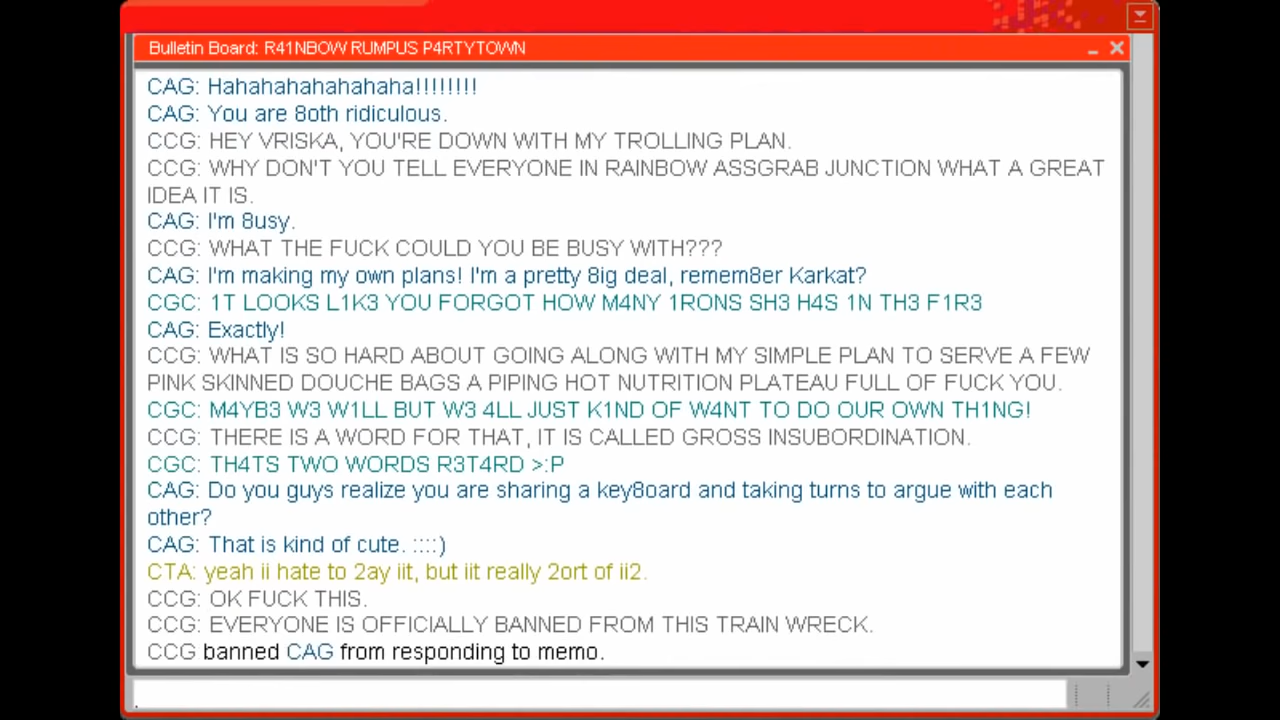 Bulletin Board: R41NBOW RUMPUS P4RTYTOWN
CAG: Hahahahahahahaha!!!!!!!!
CAG: You are 8oth ridiculous.
CCG: HEY VRISKA, YOU'RE DOWN WITH MY TROLLING PLAN.
CCG: WHY DON'T YOU TELL EVERYONE IN RAINBOW ASSGRAB JUNCTION WHAT A GREAT
IDEA IT IS.
CAG: I'm 8usy.
CCG: WHAT THE FUCK COULD YOU BE BUSY WITH???
CAG: I'm making my own plans! I'm a pretty 8ig deal, remem8er Karkat?
CGC: 1T LOOKS L1K3 YOU FORGOT HOW M4NY 1RONS SH3 H4S 1N TH3 F1R3
CAG: Exactly!
CCG: WHAT IS SO HARD ABOUT GOING ALONG WITH MY SIMPLE PLAN TO SERVE A FEW
PINK SKINNED DOUCHE BAGS A PIPING HOT NUTRITION PLATEAU FULL OF FUCK YOU.
CGC: M4YB3 W3 W1LL BUT W3 4LL JUST K1ND OF W4NT TO DO OUR OWN TH1NG!
CCG: THERE IS A WORD FOR THAT, IT IS CALLED GROSS INSUBORDINATION.
CGC: TH4TS TWO WORDS R3T4RD >:P
CAG: Do you guys realize you are sharing a key8oard and taking turns to argue with each
other?
CAG: That is kind of cute. ::::)
CTA: yeah ii hate to 2ay iit, but iit really 2ort of ii2.
CCG: OK FUCK THIS.
CCG: EVERYONE IS OFFICIALLY BANNED FROM THIS TRAIN WRECK.
CCG banned CAG from responding to memo.